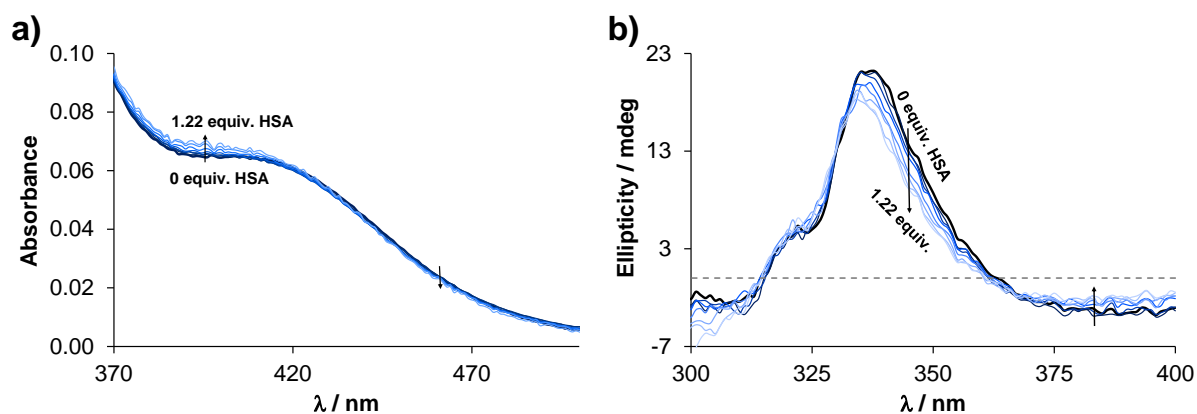 a)
0.10
0.08
0.06
0.04
0.02
0.00
Absorbance
1.22 equiv. HSA
0 equiv. HSA
370
420
470
λ / nm
b)
23
13
3
-7
Ellipticity / mdeg
0 equiv. HSA
1.22 equiv.
300
325
350
375
400
λ / nm